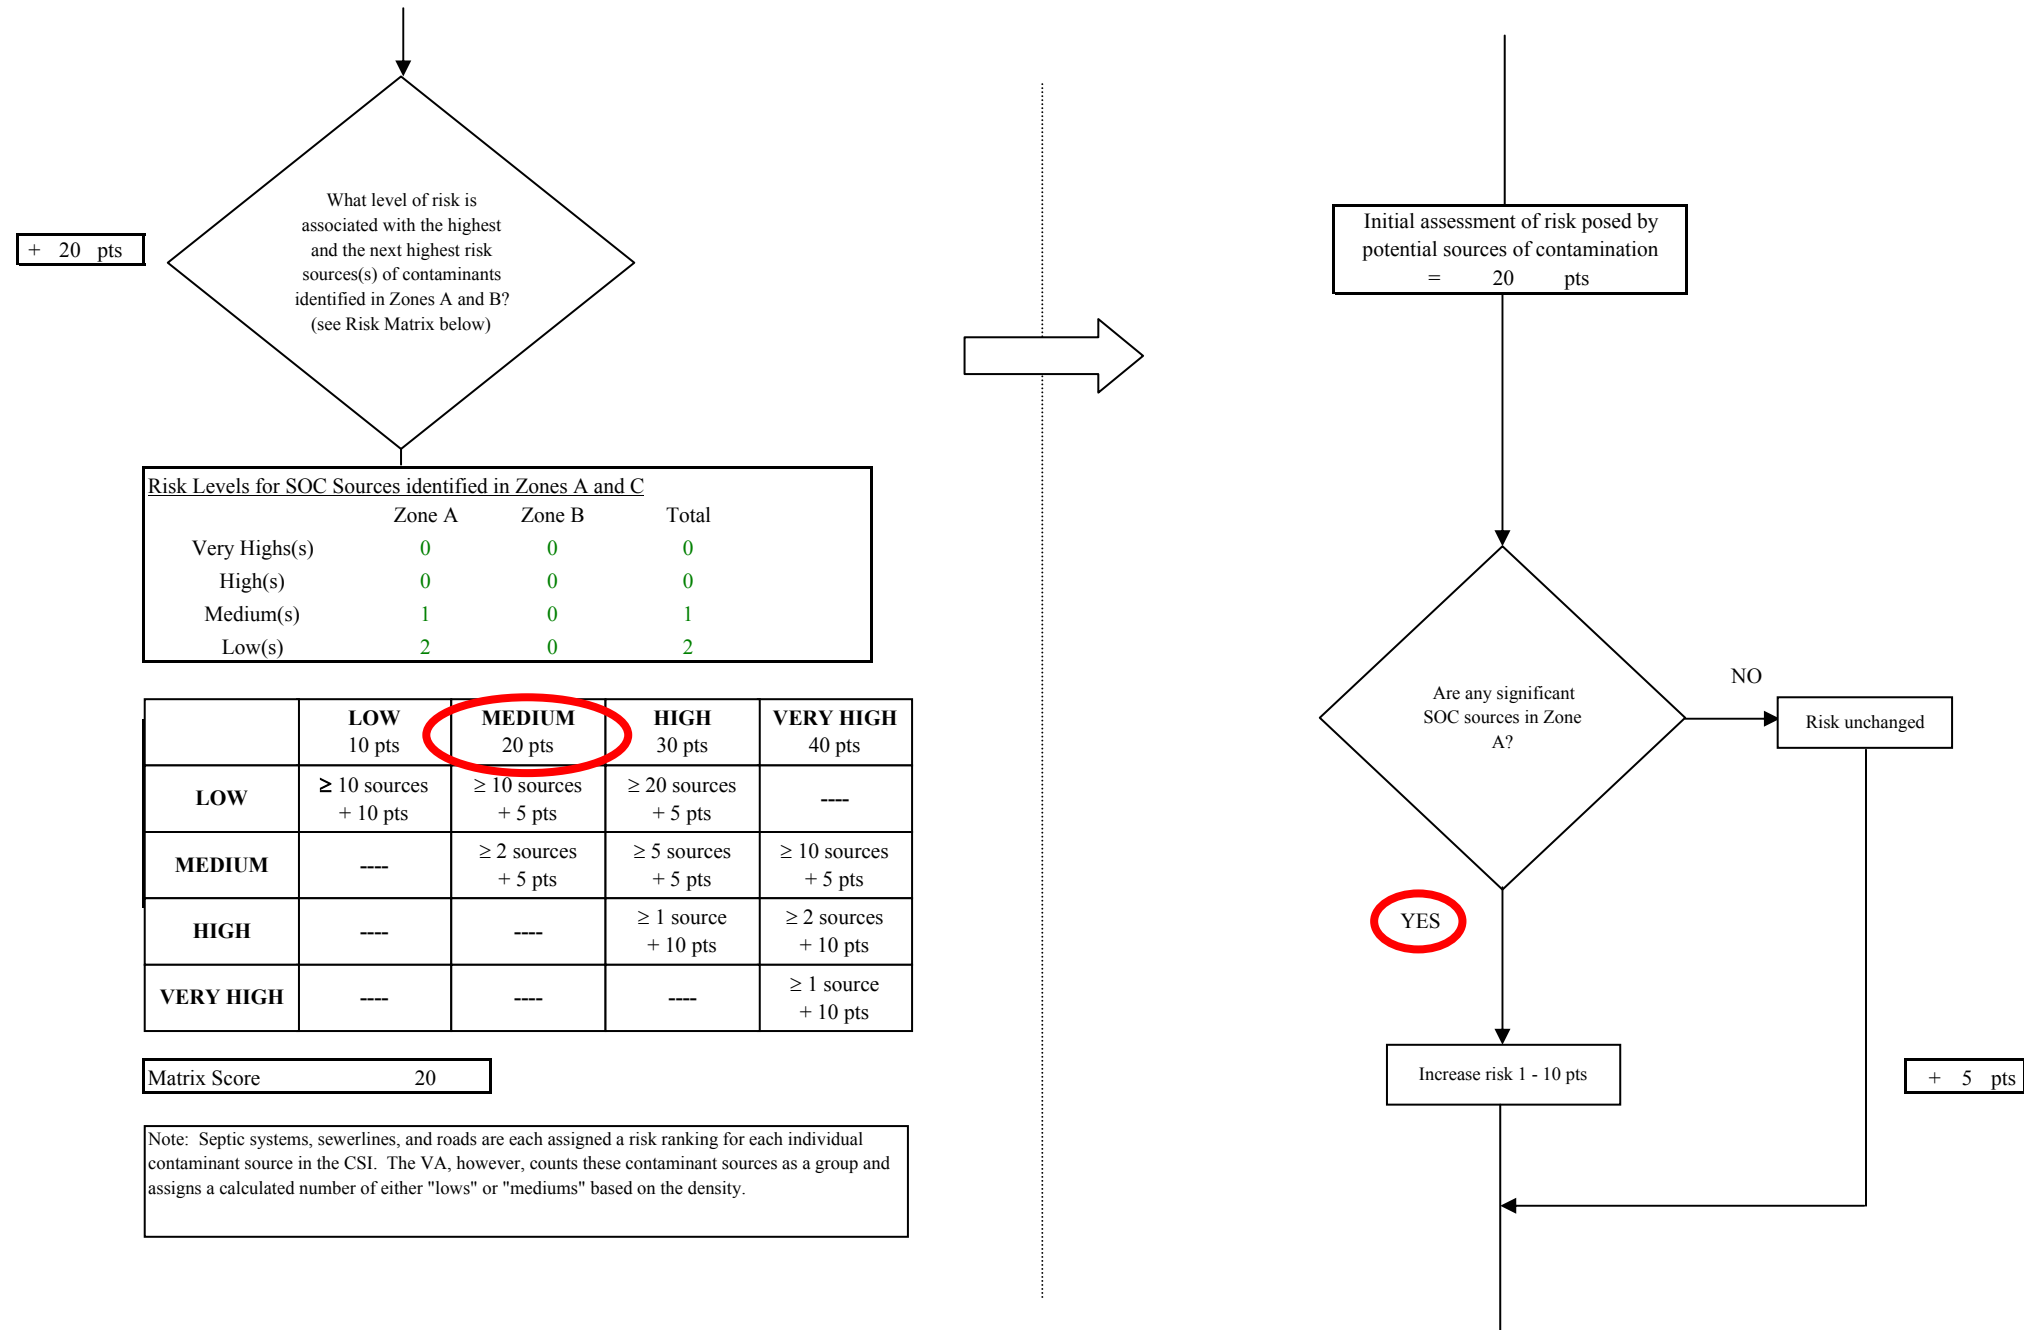 What level of risk is
associated with the highest
and the next highest risk
sources(s) of contaminants
identified in Zones A and B?
(see Risk Matrix below)
+ 20 pts
Risk Levels for SOC Sources identified in Zones A and C
Zone A Zone B Total
Very Highs(s) 0 0 0
High(s) 0 0 0
Medium(s) 1 0 1
Low(s) 2 0 2
LOW MEDIUM HIGH VERY HIGH
10 pts 20 pts 30 pts 40 pts
LOW ≥ 10 sources ≥ 10 sources ≥ 20 sources ----
+ 10 pts + 5 pts + 5 pts
MEDIUM ---- ≥ 2 sources ≥ 5 sources ≥ 10 sources
+ 5 pts + 5 pts + 5 pts
HIGH ---- ---- ≥ 1 source ≥ 2 sources
+ 10 pts + 10 pts
VERY HIGH ---- ---- ---- ≥ 1 source
+ 10 pts
Matrix Score 20
Note: Septic systems, sewerlines, and roads are each assigned a risk ranking for each individual
contaminant source in the CSI. The VA, however, counts these contaminant sources as a group and
assigns a calculated number of either "lows" or "mediums" based on the density.
Initial assessment of risk posed by
potential sources of contamination
= 20 pts
Are any significant
SOC sources in Zone
A?
NO
Risk unchanged
YES
Increase risk 1 - 10 pts
+ 5 pts